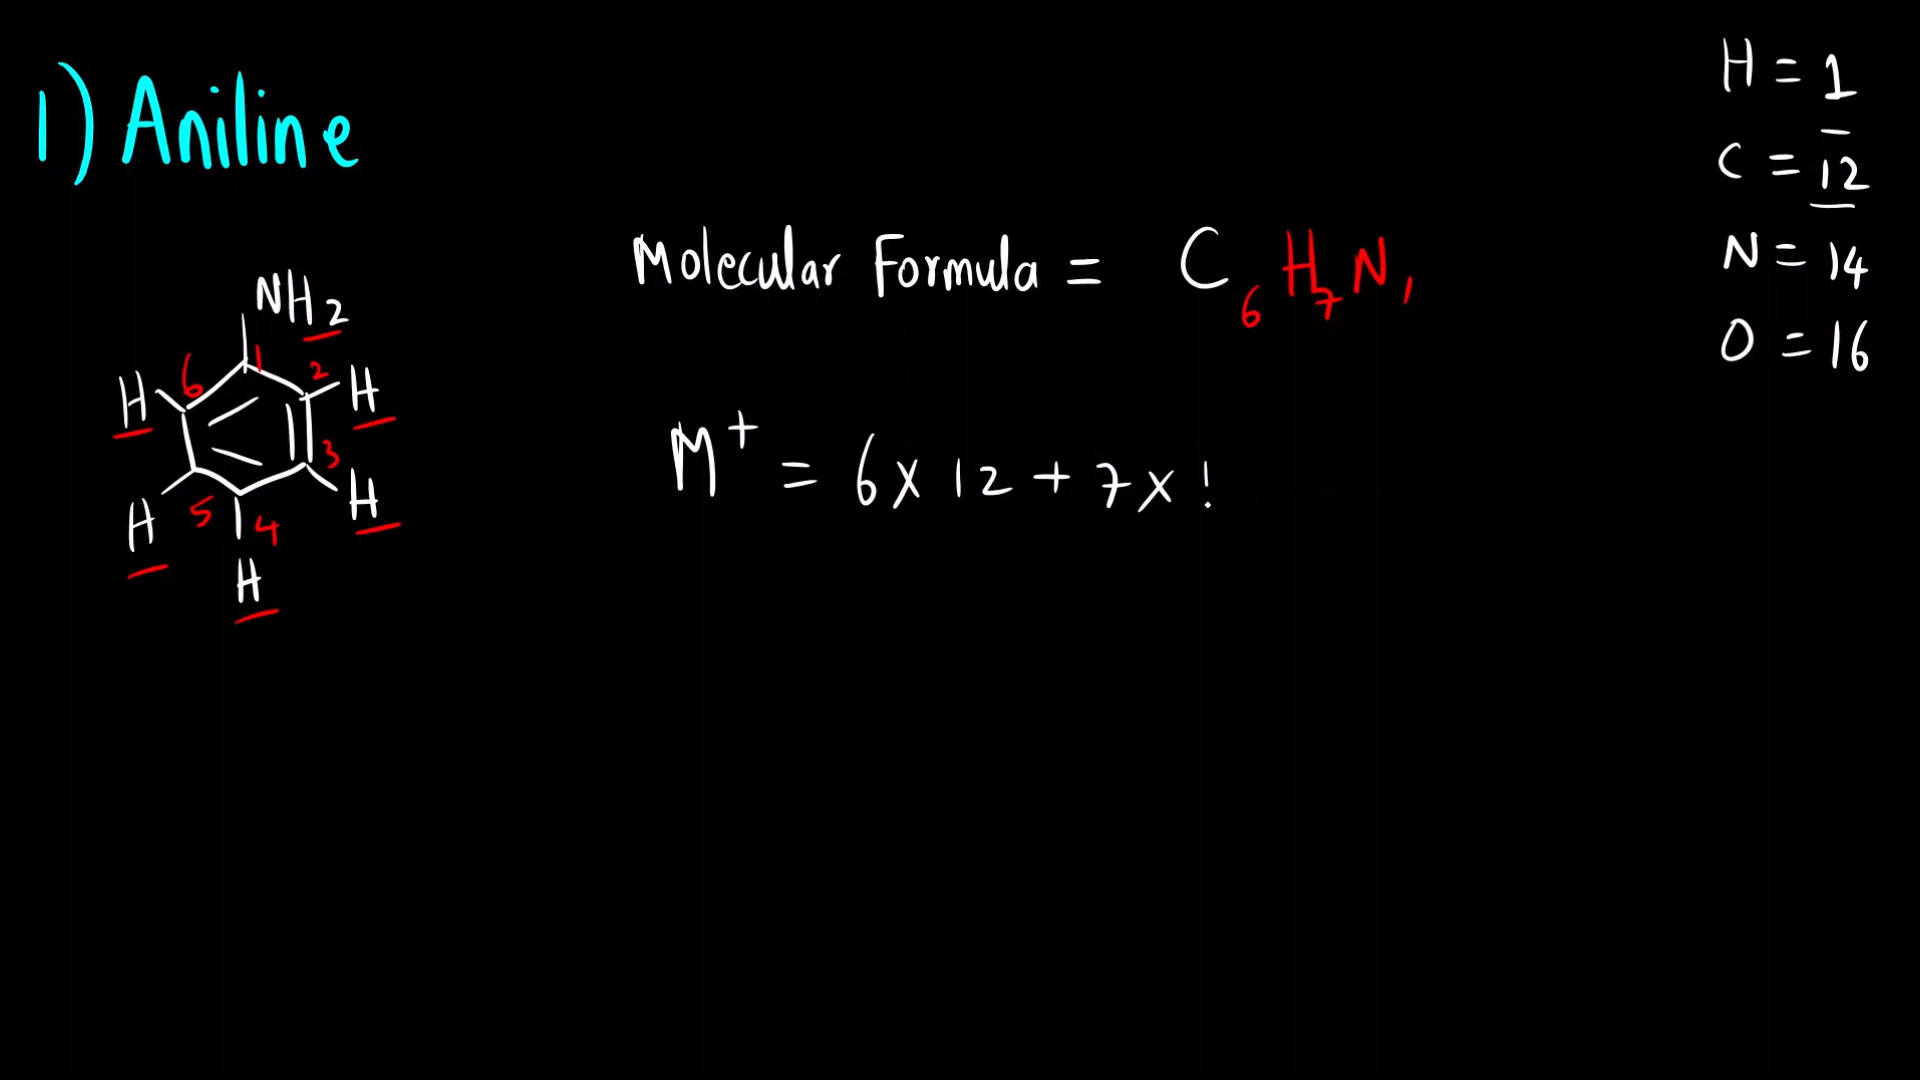 1) Aniline
H = 1
C = 12
N = 14
O = 16
Molecular Formula = C6H7N1
M+ = 6 x 12 + 7 x !
NH2
6 1 2
H H
3
H 5 4 H
H